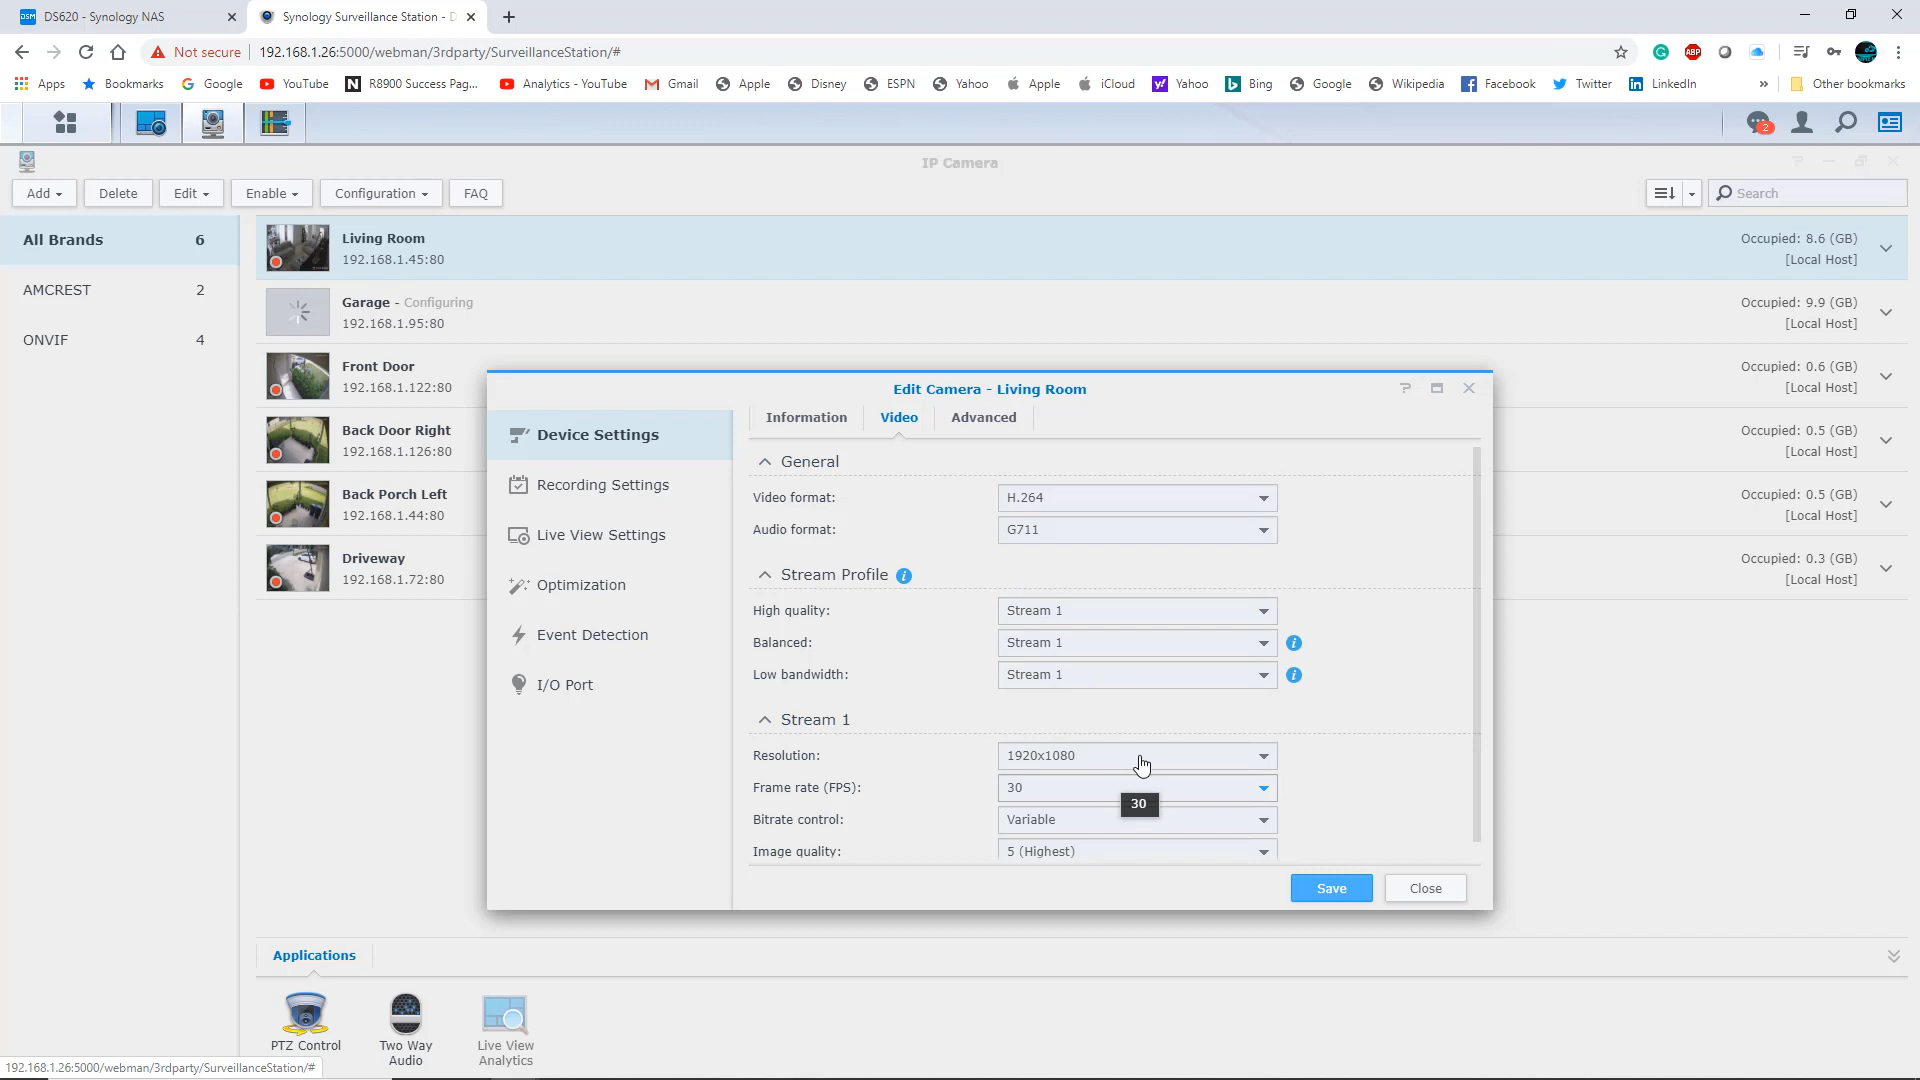 DS620 - Synology NAS
Synology Surveillance Station - D
Not secure
192.168.1.26:5000/webman/3rdparty/SurveillanceStation/#
ABP
Apps
Bookmarks
Google
YouTube
R8900 Success Pag...
Analytics - YouTube
Gmail
Apple
Disney
ESPN
Yahoo
Apple
iCloud
Yahoo
Bing
Google
Wikipedia
Facebook
Twitter
LinkedIn
»
Other bookmarks
2
IP Camera
Add
Delete
Edit
Enable
Configuration
FAQ
Search
All Brands 6
AMCREST 2
ONVIF 4
Living Room
192.168.1.45:80
Occupied: 8.6 (GB)
[Local Host]
Garage - Configuring
192.168.1.95:80
Occupied: 9.9 (GB)
[Local Host]
Front Door
192.168.1.122:80
Occupied: 0.6 (GB)
[Local Host]
Back Door Right
192.168.1.126:80
Occupied: 0.5 (GB)
[Local Host]
Back Porch Left
192.168.1.44:80
Occupied: 0.5 (GB)
[Local Host]
Driveway
192.168.1.72:80
Occupied: 0.3 (GB)
[Local Host]
Edit Camera - Living Room
Device Settings
Recording Settings
Live View Settings
Optimization
Event Detection
I/O Port
Information
Video
Advanced
General
Video format: H.264
Audio format: G711
Stream Profile
High quality: Stream 1
Balanced: Stream 1
Low bandwidth: Stream 1
Stream 1
Resolution: 1920x1080
Frame rate (FPS): 30
30
Bitrate control: Variable
Image quality: 5 (Highest)
Save
Close
Applications
PTZ Control
Two Way
Audio
Live View
Analytics
192.168.1.26:5000/webman/3rdparty/SurveillanceStation/#